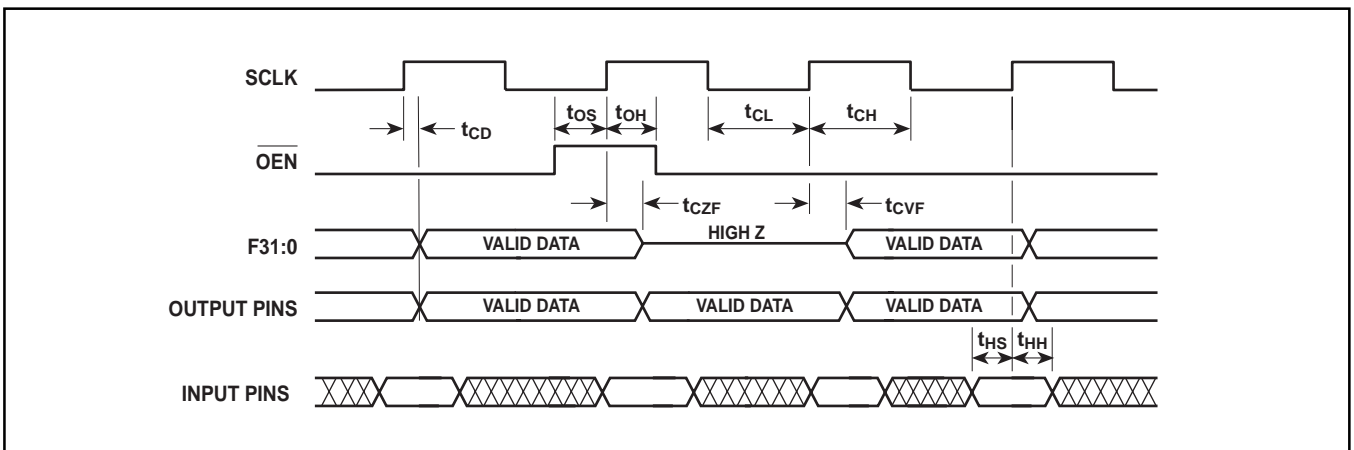 SCLK
tOS tOH tCL tCH
tCD
OEN
tCZF tCVF
F31:0 VALID DATA HIGH Z VALID DATA
OUTPUT PINS VALID DATA VALID DATA VALID DATA
tHS tHH
INPUT PINS